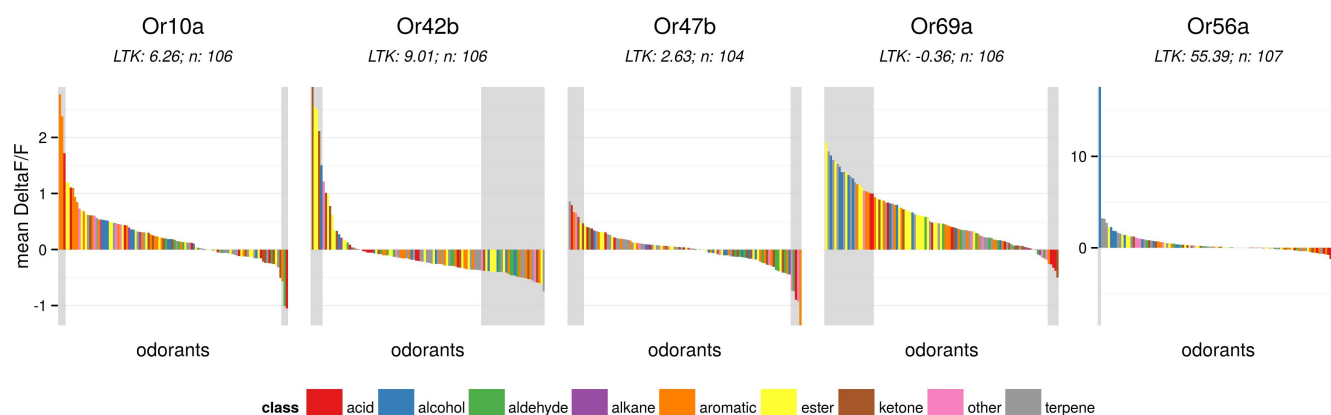 Or10a Or42b Or47b Or69a Or56a
LTK: 6.26; n: 106 LTK: 9.01; n: 106 LTK: 2.63; n: 104 LTK: -0.36; n: 106 LTK: 55.39; n: 107
mean DeltaF/F
2
1
0
-1
10
0
odorants odorants odorants odorants odorants
class acid alcohol aldehyde alkane aromatic ester ketone other terpene